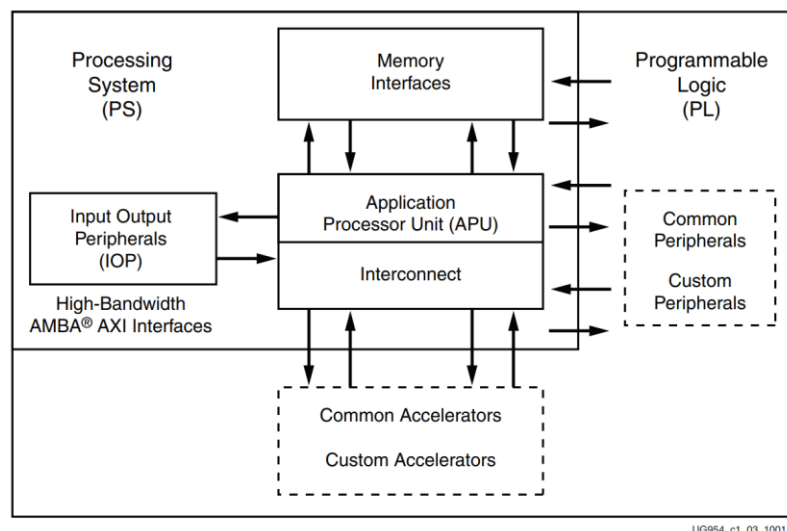 Processing
System
(PS)
Memory
Interfaces
Programmable
Logic
(PL)
Input Output
Peripherals
(IOP)
High-Bandwidth
AMBA® AXI Interfaces
Application
Processor Unit (APU)
Interconnect
Common
Peripherals
Custom
Peripherals
Common Accelerators
Custom Accelerators
UG954_c1_03_1001